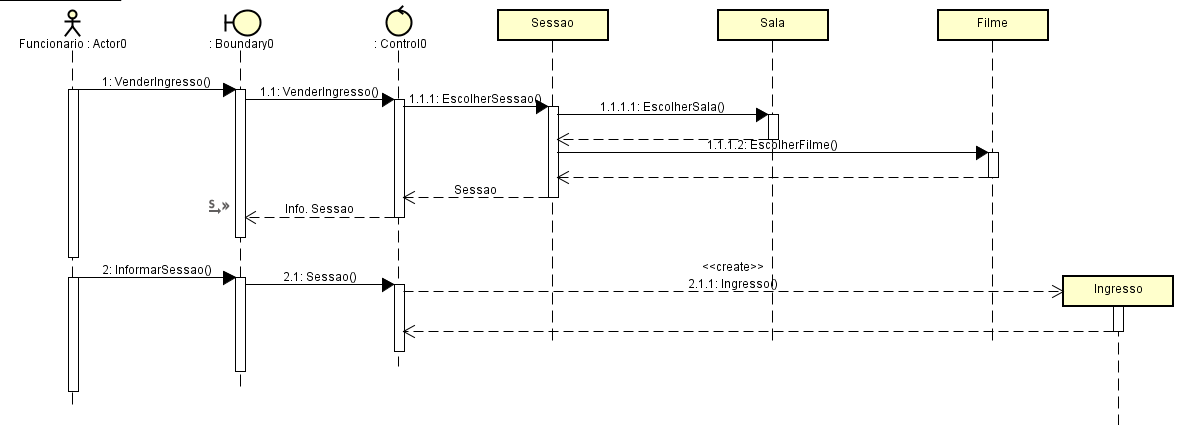 Sessao
Sala
Filme
Funcionario : Actor0
: Boundary0
: Control0
1: VenderIngresso()
1.1: VenderIngresso()
1.1.1: EscolherSessao()
1.1.1.1: EscolherSala()
1.1.1.2: EscolherFilme()
Sessao
Info. Sessao
S
2: InformarSessao()
2.1: Sessao()
<<create>>
2.1.1: Ingresso()
Ingresso